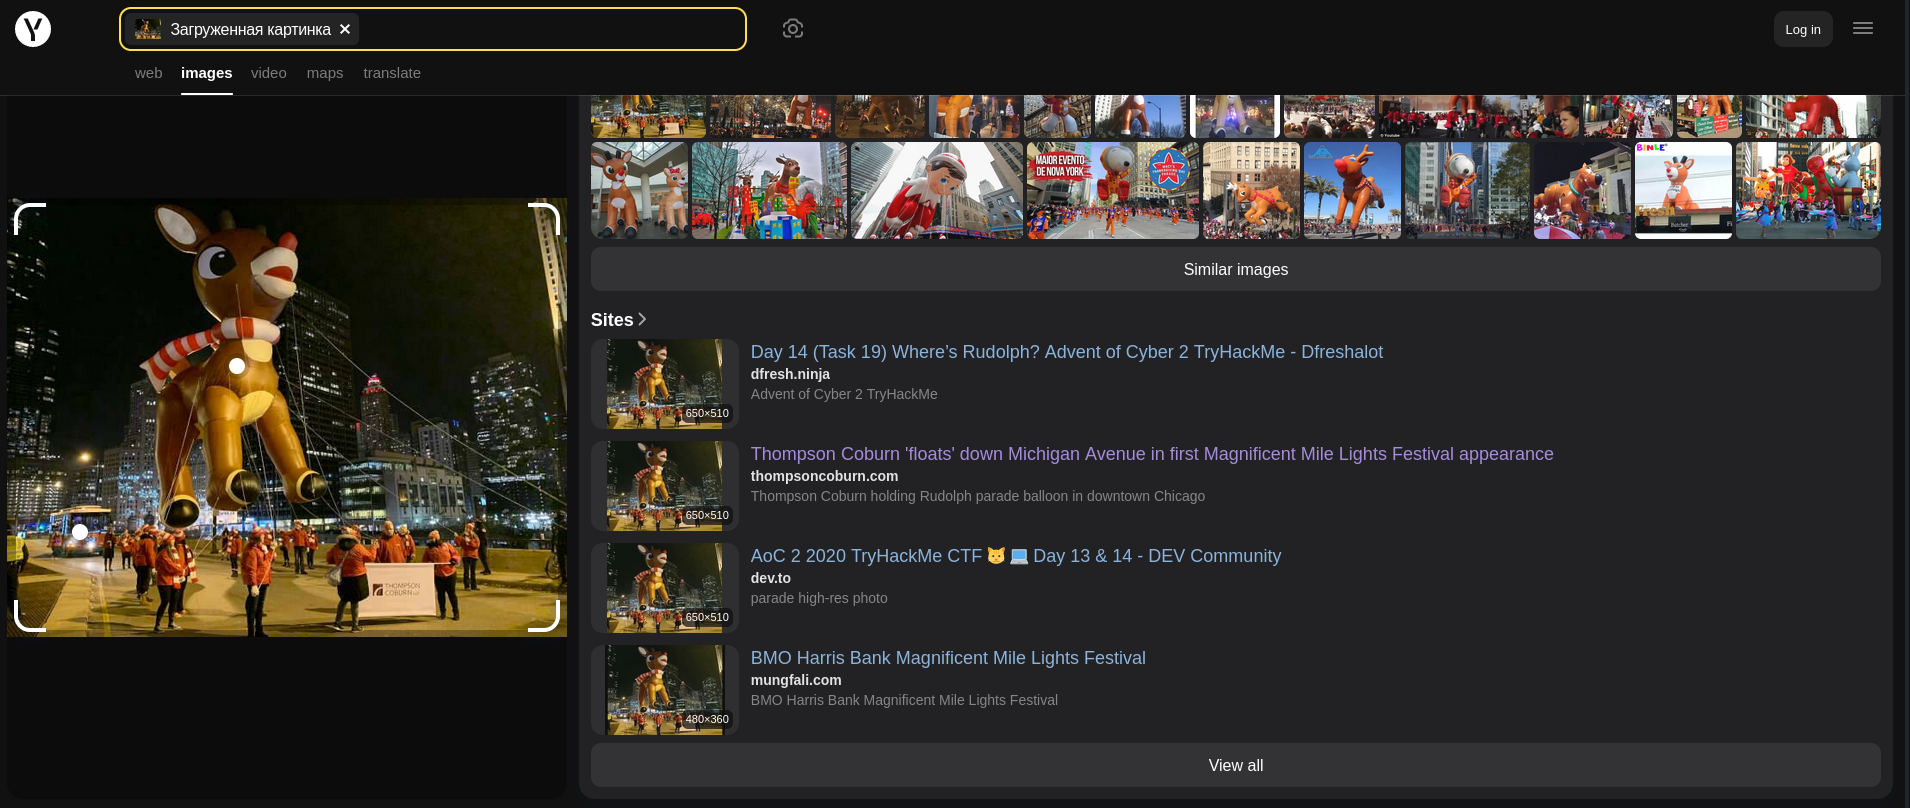 Y
Загруженная картинка ×
Log in
web images video maps translate
MAIOR EVENTO
DE NOVA YORK
BINLE
Similar images
Sites
Day 14 (Task 19) Where’s Rudolph? Advent of Cyber 2 TryHackMe - Dfreshalot
dfresh.ninja
Advent of Cyber 2 TryHackMe
650×510
Thompson Coburn 'floats' down Michigan Avenue in first Magnificent Mile Lights Festival appearance
thompsoncoburn.com
Thompson Coburn holding Rudolph parade balloon in downtown Chicago
650×510
AoC 2 2020 TryHackMe CTF 🐱 💻 Day 13 & 14 - DEV Community
dev.to
parade high-res photo
650×510
BMO Harris Bank Magnificent Mile Lights Festival
mungfali.com
BMO Harris Bank Magnificent Mile Lights Festival
480×360
View all
THOMPSON
COBURN LLP